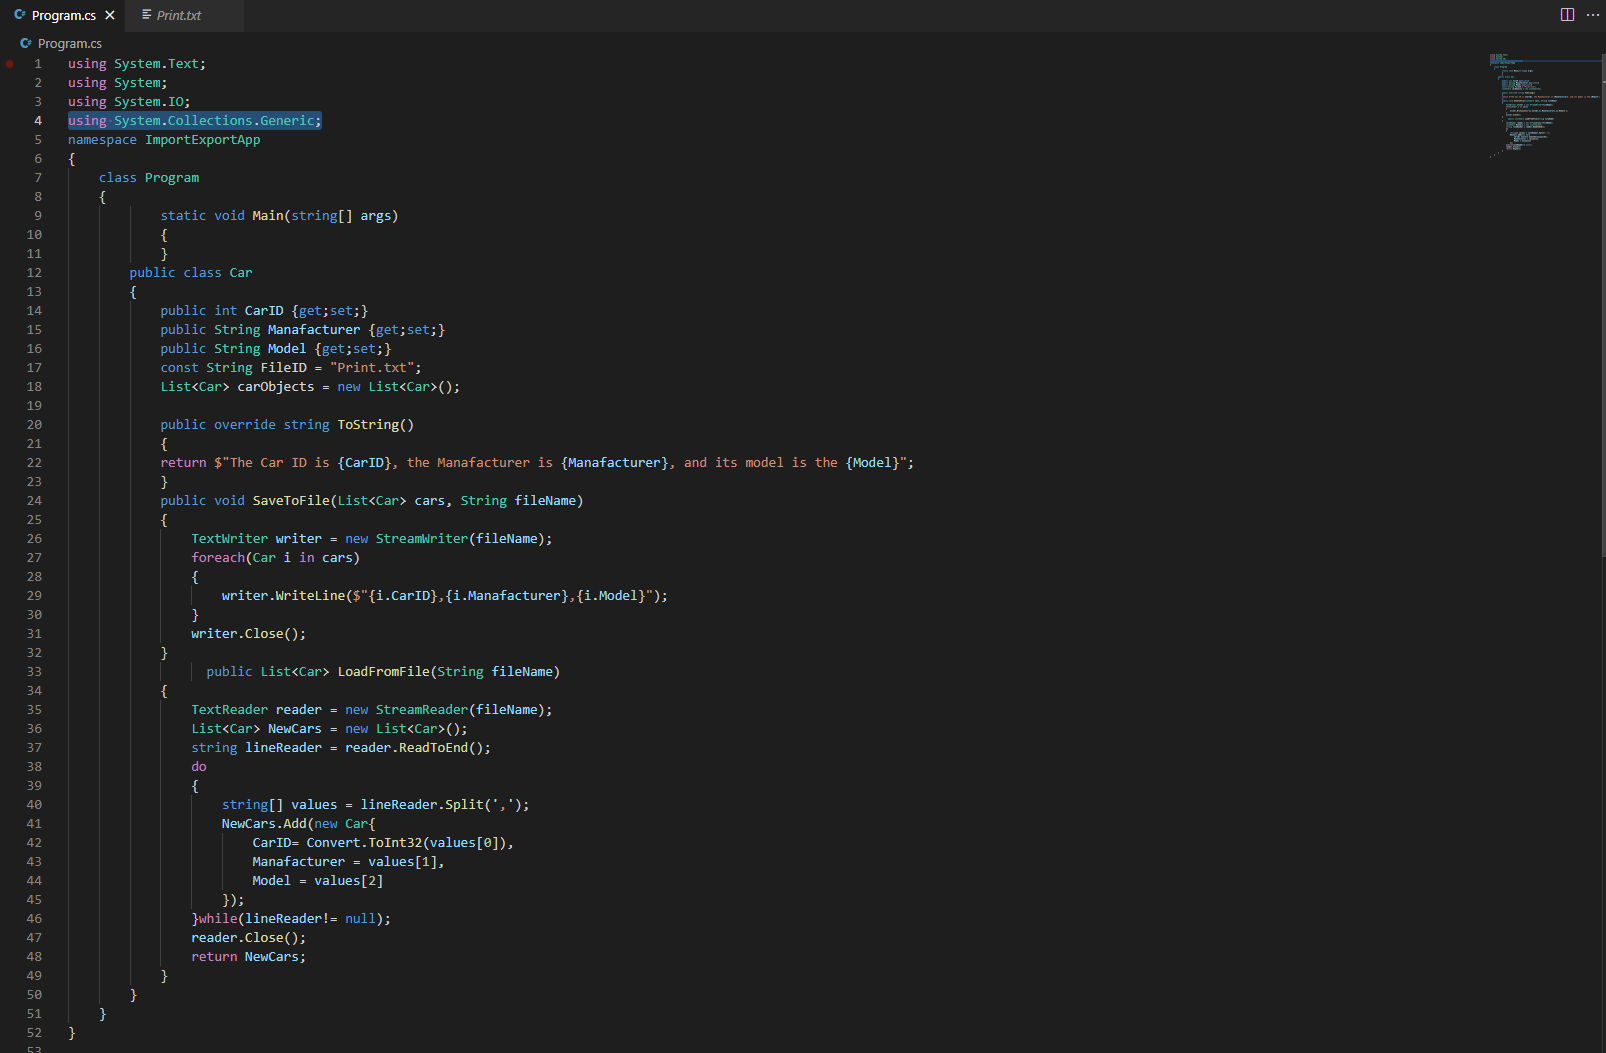 Program.cs
Print.txt
Program.cs
1 using System.Text;
2 using System;
3 using System.IO;
4 using System.Collections.Generic;
5 namespace ImportExportApp
6 {
7 class Program
8 {
9 static void Main(string[] args)
10 {
11 }
12 public class Car
13 {
14 public int CarID {get;set;}
15 public String Manafacturer {get;set;}
16 public String Model {get;set;}
17 const String FileID = "Print.txt";
18 List<Car> carObjects = new List<Car>();
19
20 public override string ToString()
21 {
22 return $"The Car ID is {CarID}, the Manafacturer is {Manafacturer}, and its model is the {Model}";
23 }
24 public void SaveToFile(List<Car> cars, String fileName)
25 {
26 TextWriter writer = new StreamWriter(fileName);
27 foreach(Car i in cars)
28 {
29 writer.WriteLine($"{i.CarID},{i.Manafacturer},{i.Model}");
30 }
31 writer.Close();
32 }
33 public List<Car> LoadFromFile(String fileName)
34 {
35 TextReader reader = new StreamReader(fileName);
36 List<Car> NewCars = new List<Car>();
37 string lineReader = reader.ReadToEnd();
38 do
39 {
40 string[] values = lineReader.Split(',');
41 NewCars.Add(new Car{
42 CarID= Convert.ToInt32(values[0]),
43 Manafacturer = values[1],
44 Model = values[2]
45 });
46 }while(lineReader!= null);
47 reader.Close();
48 return NewCars;
49 }
50 }
51 }
52 }
53